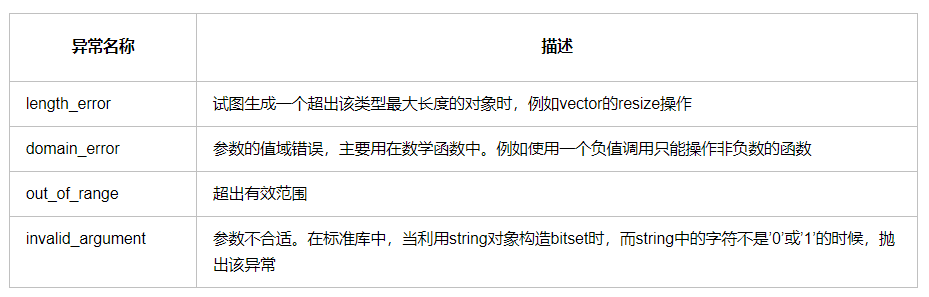 异常名称 描述
length_error 试图生成一个超出该类型最大长度的对象时，例如vector的resize操作
domain_error 参数的值域错误，主要用在数学函数中。例如使用一个负值调用只能操作非负数的函数
out_of_range 超出有效范围
invalid_argument 参数不合适。在标准库中，当利用string对象构造bitset时，而string中的字符不是’0’或’1’的时候，抛
出该异常